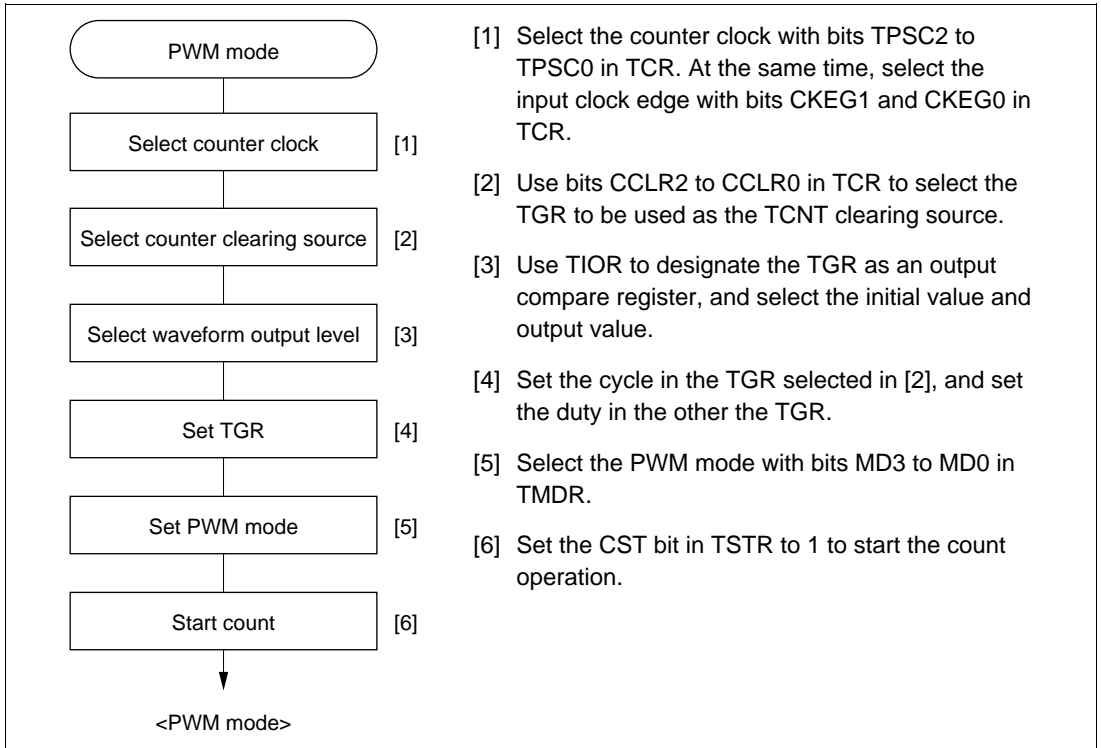 PWM mode
Select counter clock [1]
Select counter clearing source [2]
Select waveform output level [3]
Set TGR [4]
Set PWM mode [5]
Start count [6]
<PWM mode>
[1] Select the counter clock with bits TPSC2 to
TPSC0 in TCR. At the same time, select the
input clock edge with bits CKEG1 and CKEG0 in
TCR.
[2] Use bits CCLR2 to CCLR0 in TCR to select the
TGR to be used as the TCNT clearing source.
[3] Use TIOR to designate the TGR as an output
compare register, and select the initial value and
output value.
[4] Set the cycle in the TGR selected in [2], and set
the duty in the other the TGR.
[5] Select the PWM mode with bits MD3 to MD0 in
TMDR.
[6] Set the CST bit in TSTR to 1 to start the count
operation.